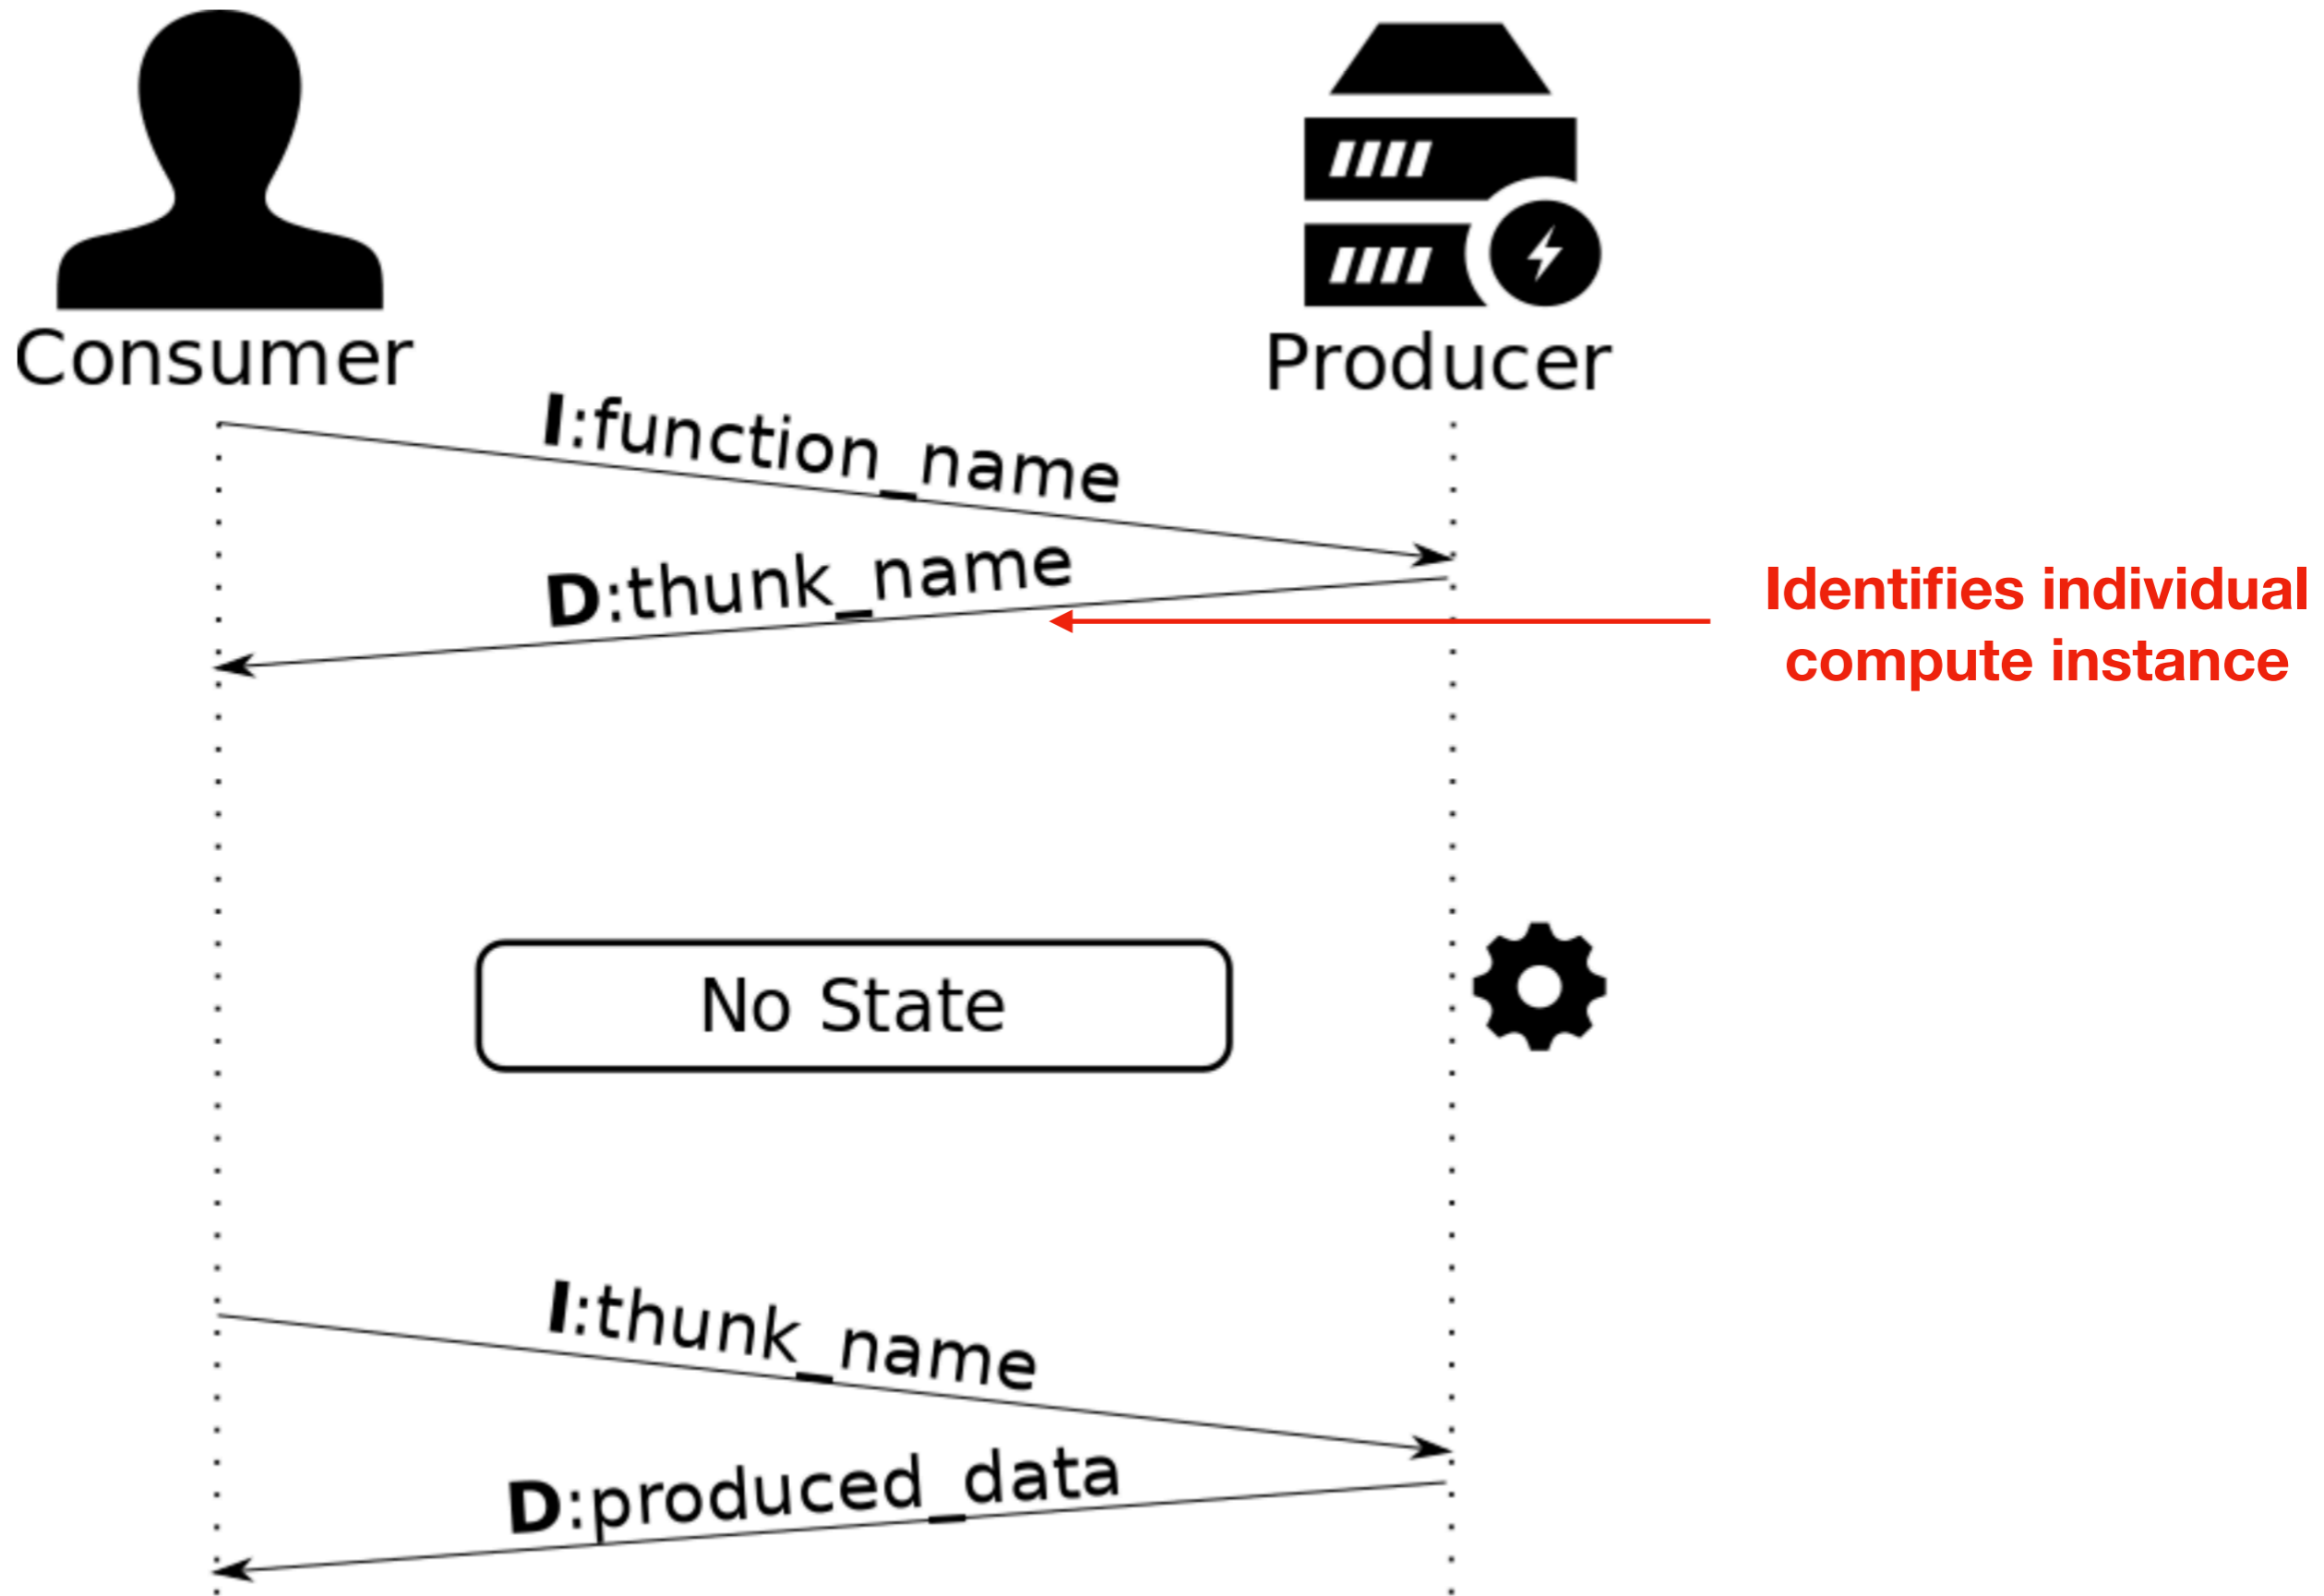 Consumer
Producer
I:function_name
D:thunk_name
Identifies individual
compute instance
No State
I:thunk_name
D:produced_data